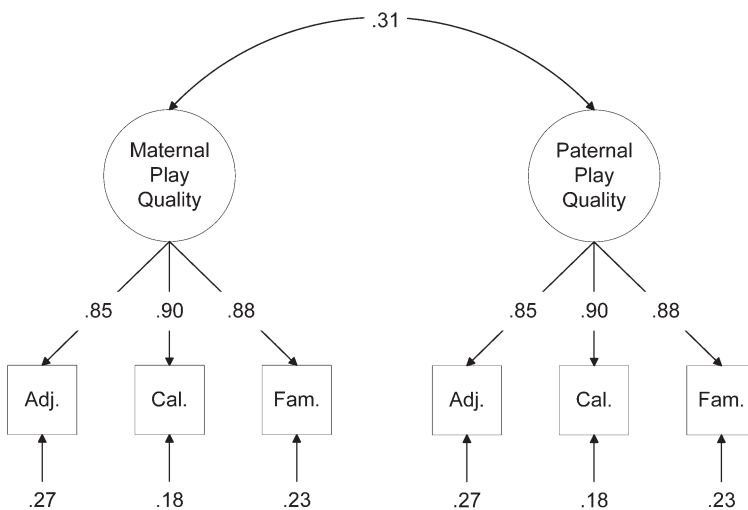 .31
Maternal
Play
Quality
Paternal
Play
Quality
.85 .90 .88 .85 .90 .88
Adj. Cal. Fam. Adj. Cal. Fam.
.27 .18 .23 .27 .18 .23